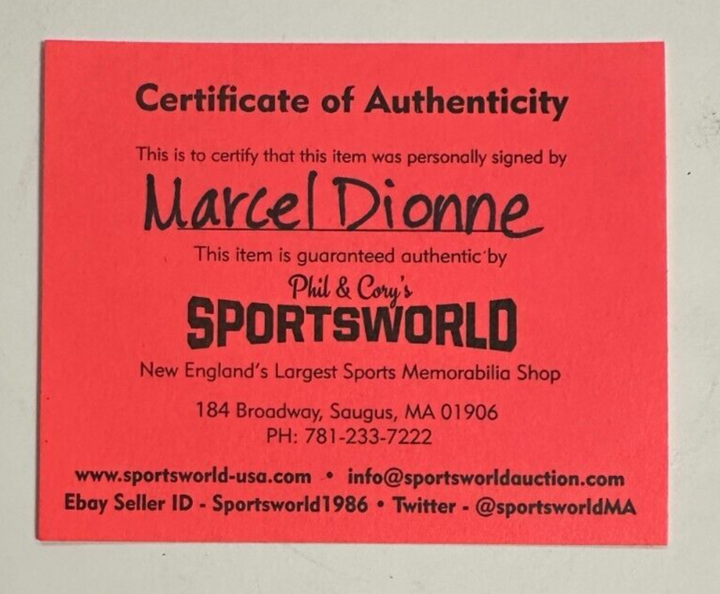 Certificate of Authenticity
This is to certify that this item was personally signed by
Marcel Dionne
This item is guaranteed authentic by
Phil & Cory's
SPORTSWORLD
New England's Largest Sports Memorabilia Shop
184 Broadway, Saugus, MA 01906
PH: 781-233-7222
www.sportsworld-usa.com • info@sportsworldauction.com
Ebay Seller ID - Sportsworld1986 • Twitter - @sportsworldMA